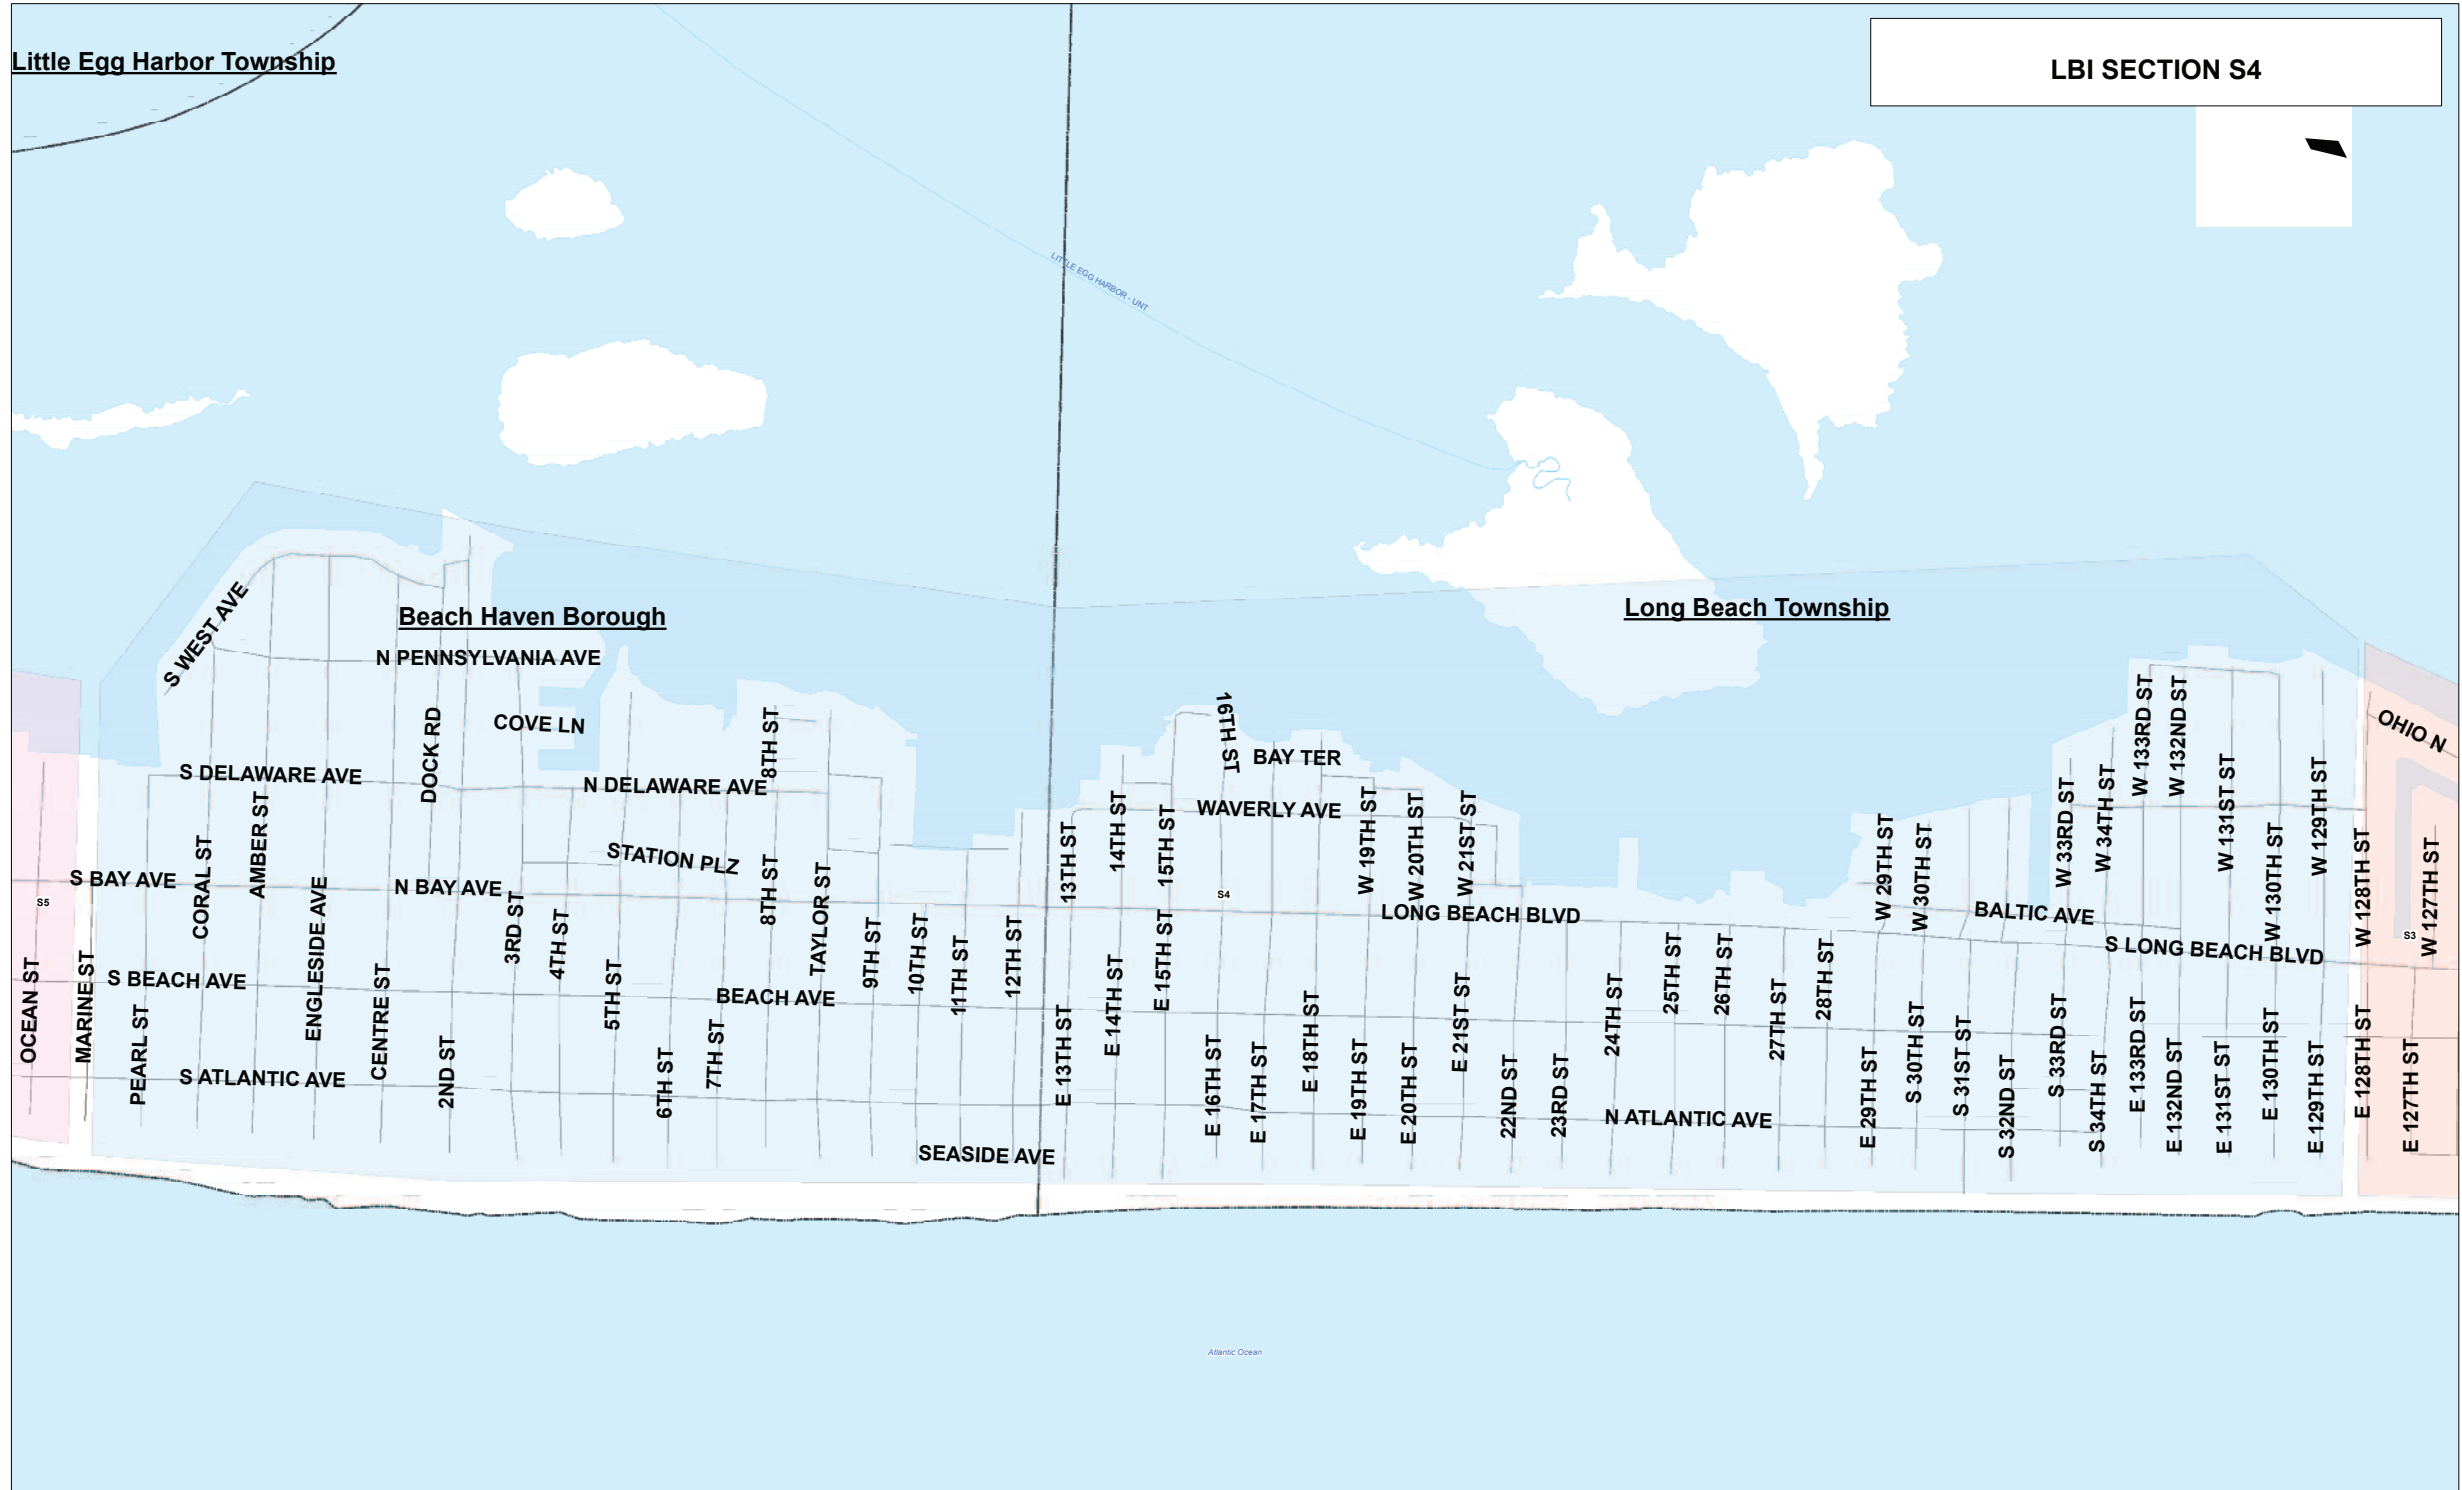 Little Egg Harbor Township
LBI SECTION S4
LITTLE EGG HARBOR - UNT
Beach Haven Borough
Long Beach Township
S WEST AVE
N PENNSYLVANIA AVE
DOCK RD
COVE LN
8TH ST
16TH ST
BAY TER
W 133RD ST
W 132ND ST
OHIO N
S DELAWARE AVE
N DELAWARE AVE
AMBER ST
CORAL ST
STATION PLZ
WAVERLY AVE
13TH ST
14TH ST
15TH ST
W 19TH ST
W 20TH ST
W 21ST ST
W 29TH ST
W 30TH ST
W 33RD ST
W 34TH ST
W 131ST ST
W 130TH ST
W 129TH ST
W 128TH ST
W 127TH ST
S BAY AVE
N BAY AVE
S5
S4
S3
LONG BEACH BLVD
BALTIC AVE
S LONG BEACH BLVD
ENGLESIDE AVE
3RD ST
4TH ST
8TH ST
TAYLOR ST
9TH ST
10TH ST
11TH ST
12TH ST
E 14TH ST
E 15TH ST
OCEAN ST
MARINE ST
S BEACH AVE
BEACH AVE
PEARL ST
CENTRE ST
2ND ST
5TH ST
6TH ST
7TH ST
E 13TH ST
E 16TH ST
E 17TH ST
E 18TH ST
E 19TH ST
E 20TH ST
E 21ST ST
22ND ST
23RD ST
24TH ST
25TH ST
26TH ST
27TH ST
28TH ST
E 29TH ST
S 30TH ST
S 31ST ST
S 32ND ST
S 33RD ST
S 34TH ST
E 133RD ST
E 132ND ST
E 131ST ST
E 130TH ST
E 129TH ST
E 128TH ST
E 127TH ST
S ATLANTIC AVE
N ATLANTIC AVE
SEASIDE AVE
Atlantic Ocean